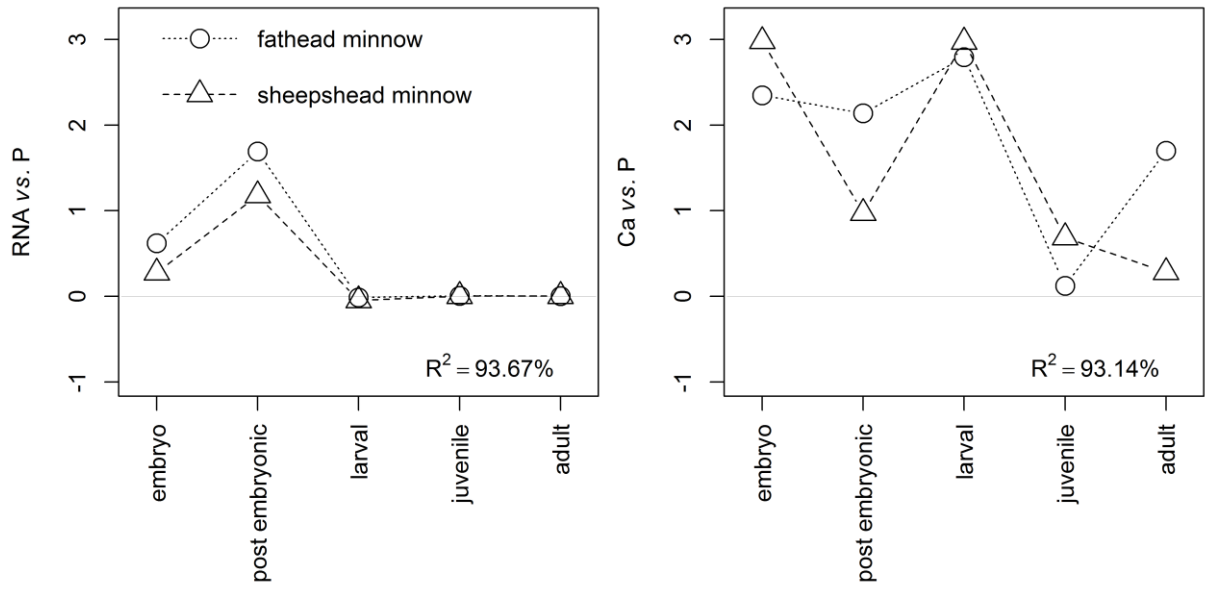 RNA vs. P
3
2
1
0
-1
fathead minnow
sheepshead minnow
R² = 93.67%
embryo
post embryonic
larval
juvenile
adult
Ca vs. P
3
2
1
0
-1
R² = 93.14%
embryo
post embryonic
larval
juvenile
adult